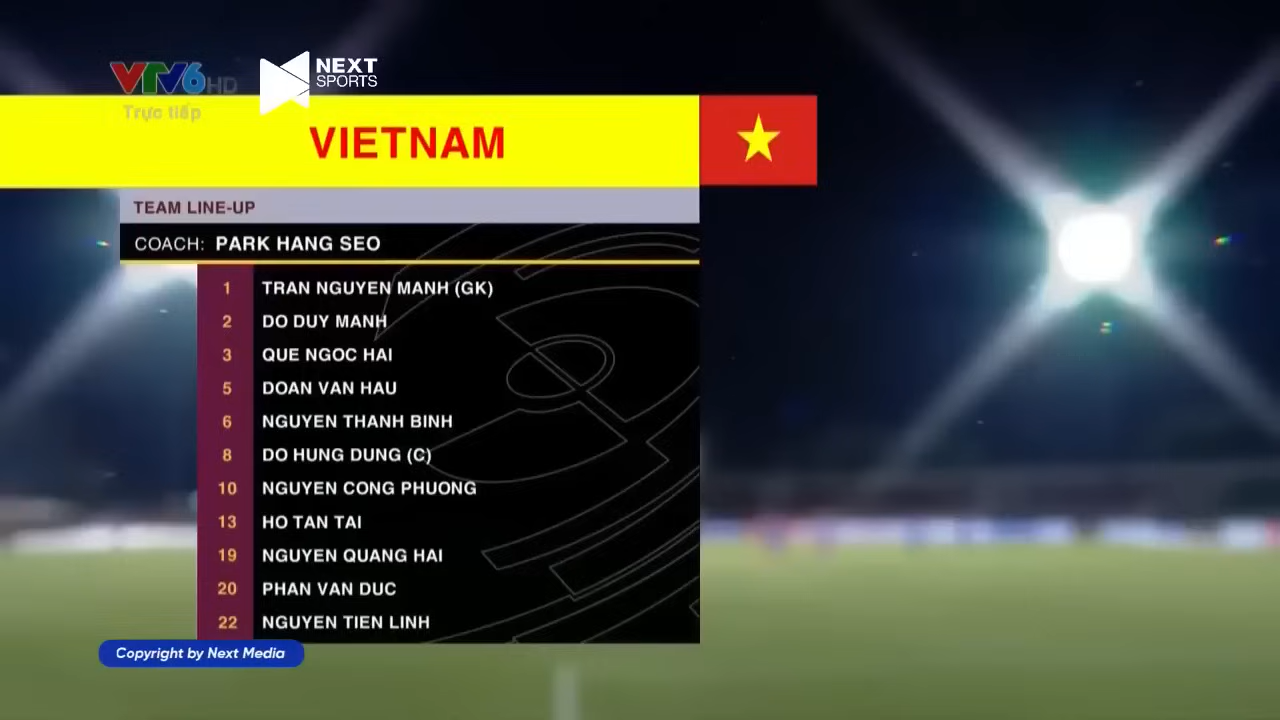 VTV6 HD
Trực tiếp
NEXT
SPORTS
VIETNAM
TEAM LINE-UP
COACH: PARK HANG SEO
1 TRAN NGUYEN MANH (GK)
2 DO DUY MANH
3 QUE NGOC HAI
5 DOAN VAN HAU
6 NGUYEN THANH BINH
8 DO HUNG DUNG (C)
10 NGUYEN CONG PHUONG
13 HO TAN TAI
19 NGUYEN QUANG HAI
20 PHAN VAN DUC
22 NGUYEN TIEN LINH
Copyright by Next Media